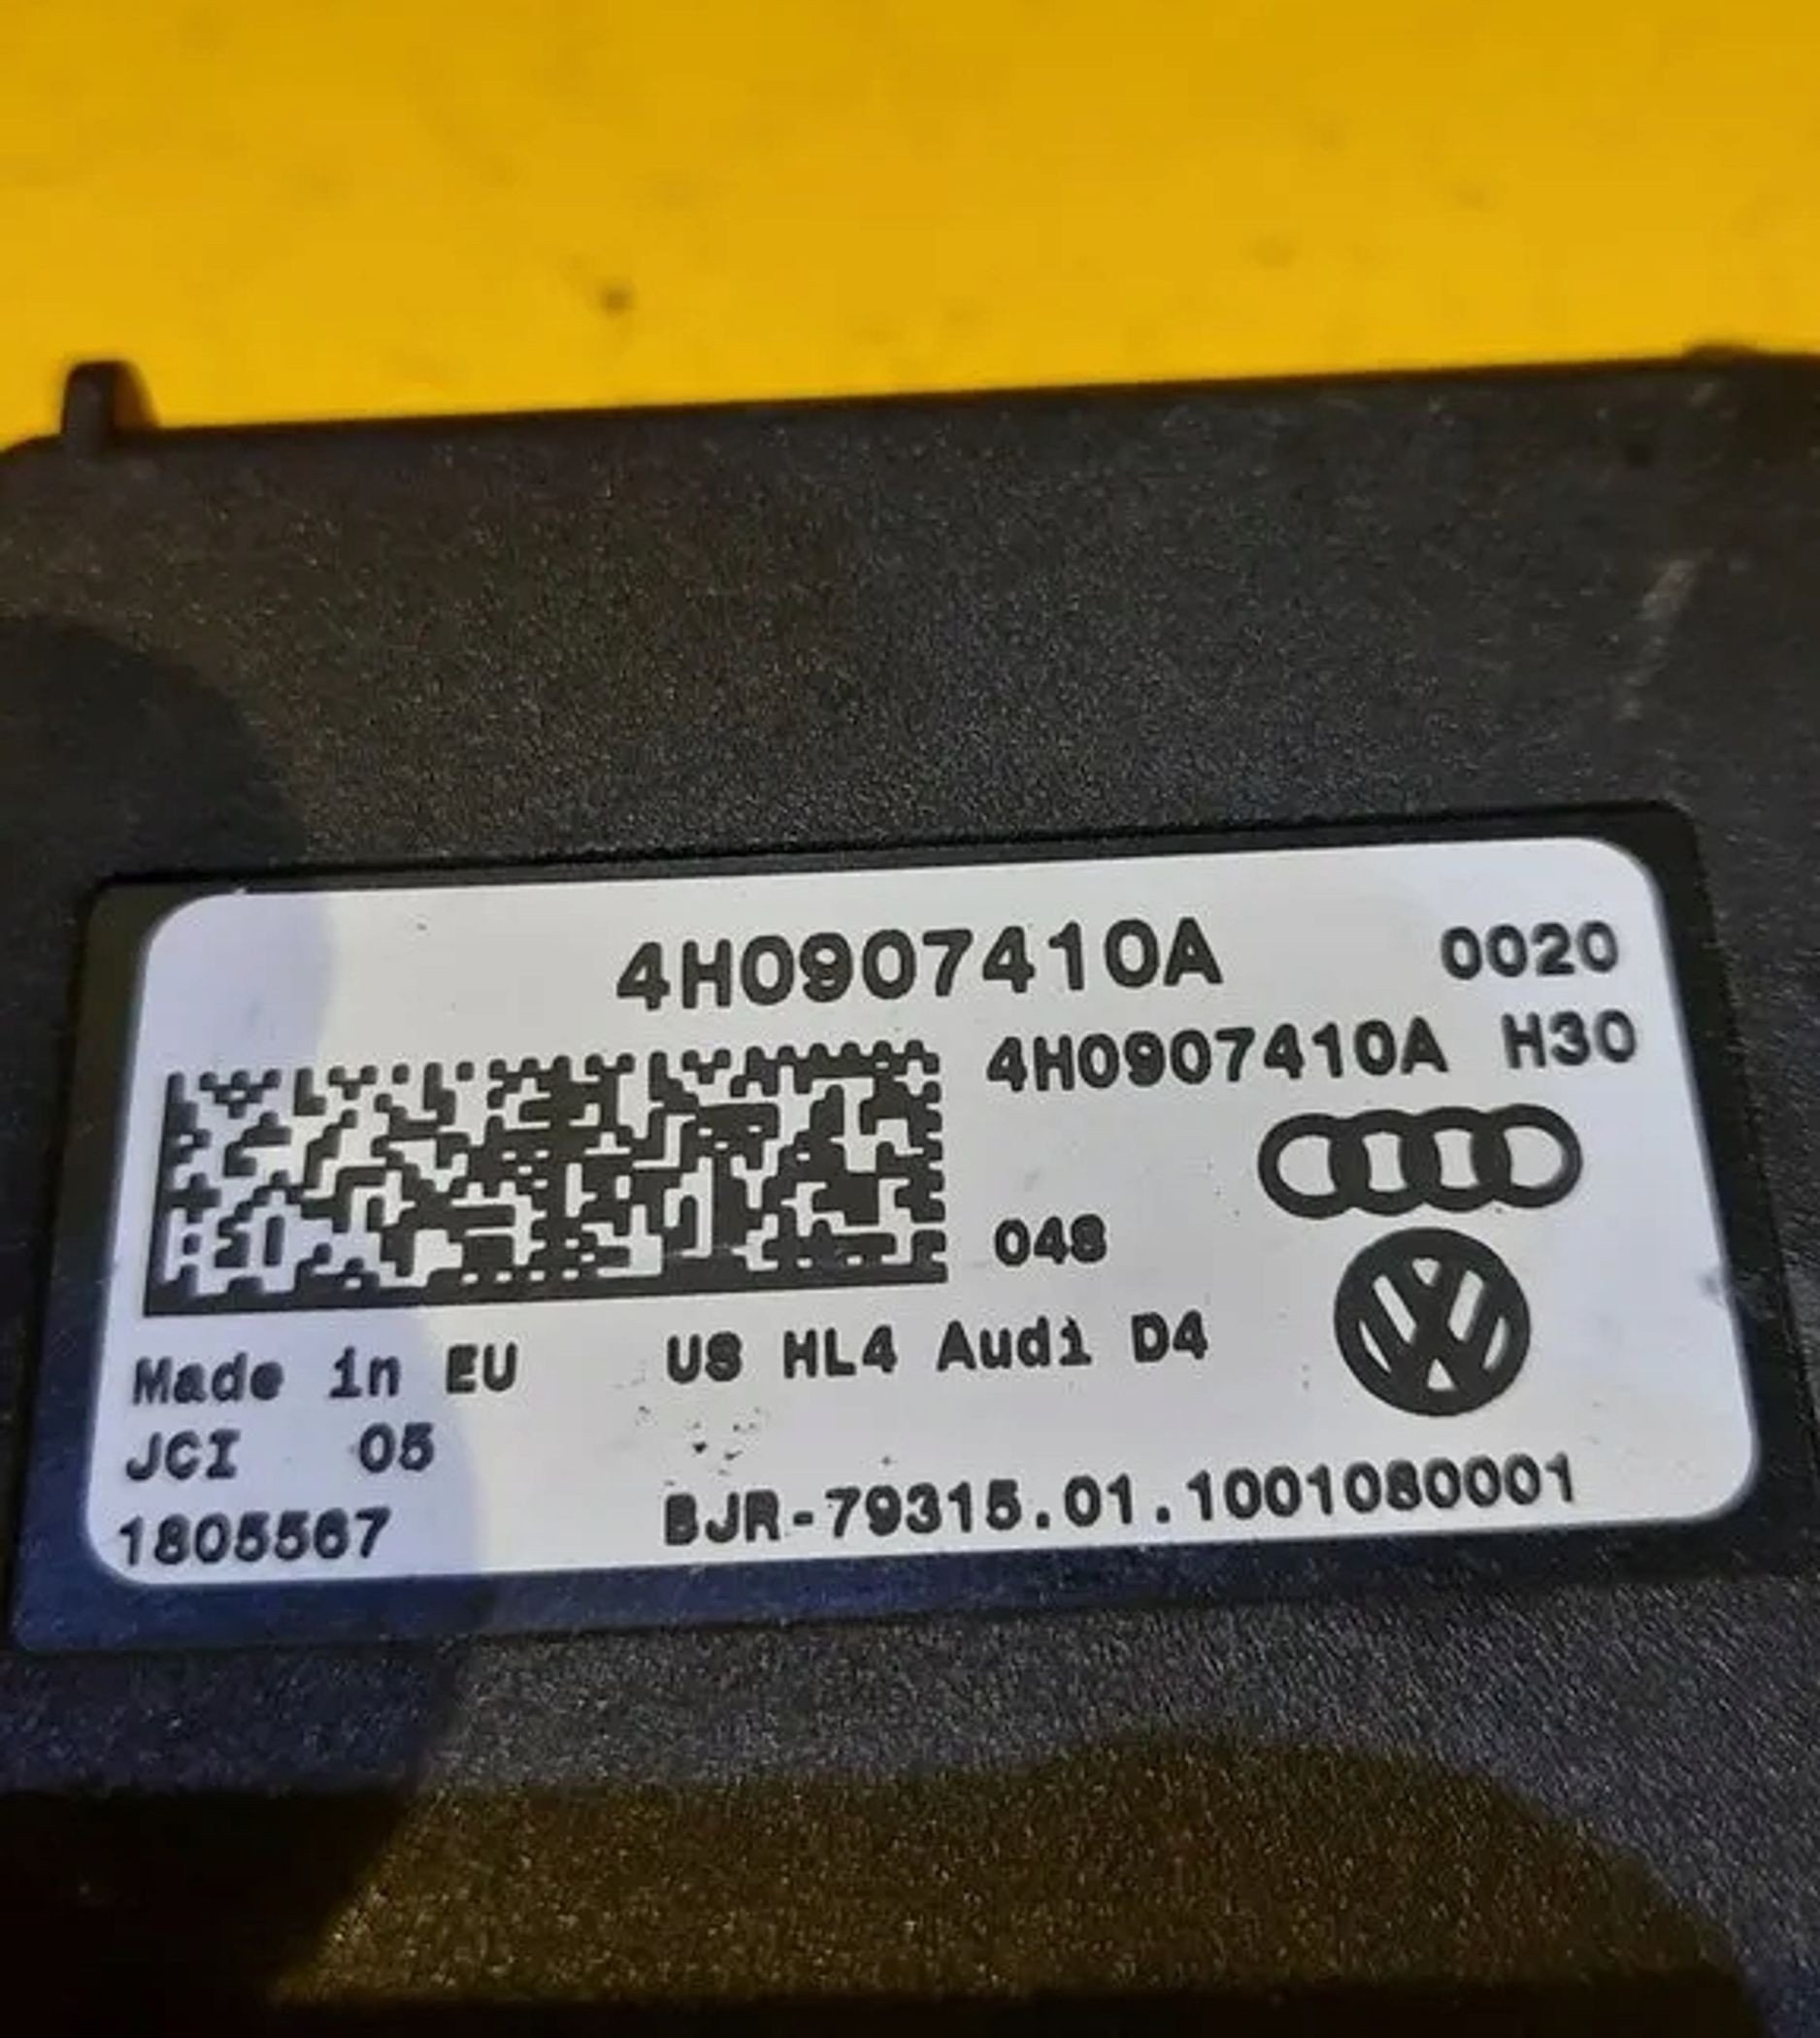 4H0907410A 0020
4H0907410A H30
048
Made in EU US HL4 Audi D4
JCI 05
1805567 BJR-79315.01.1001080001